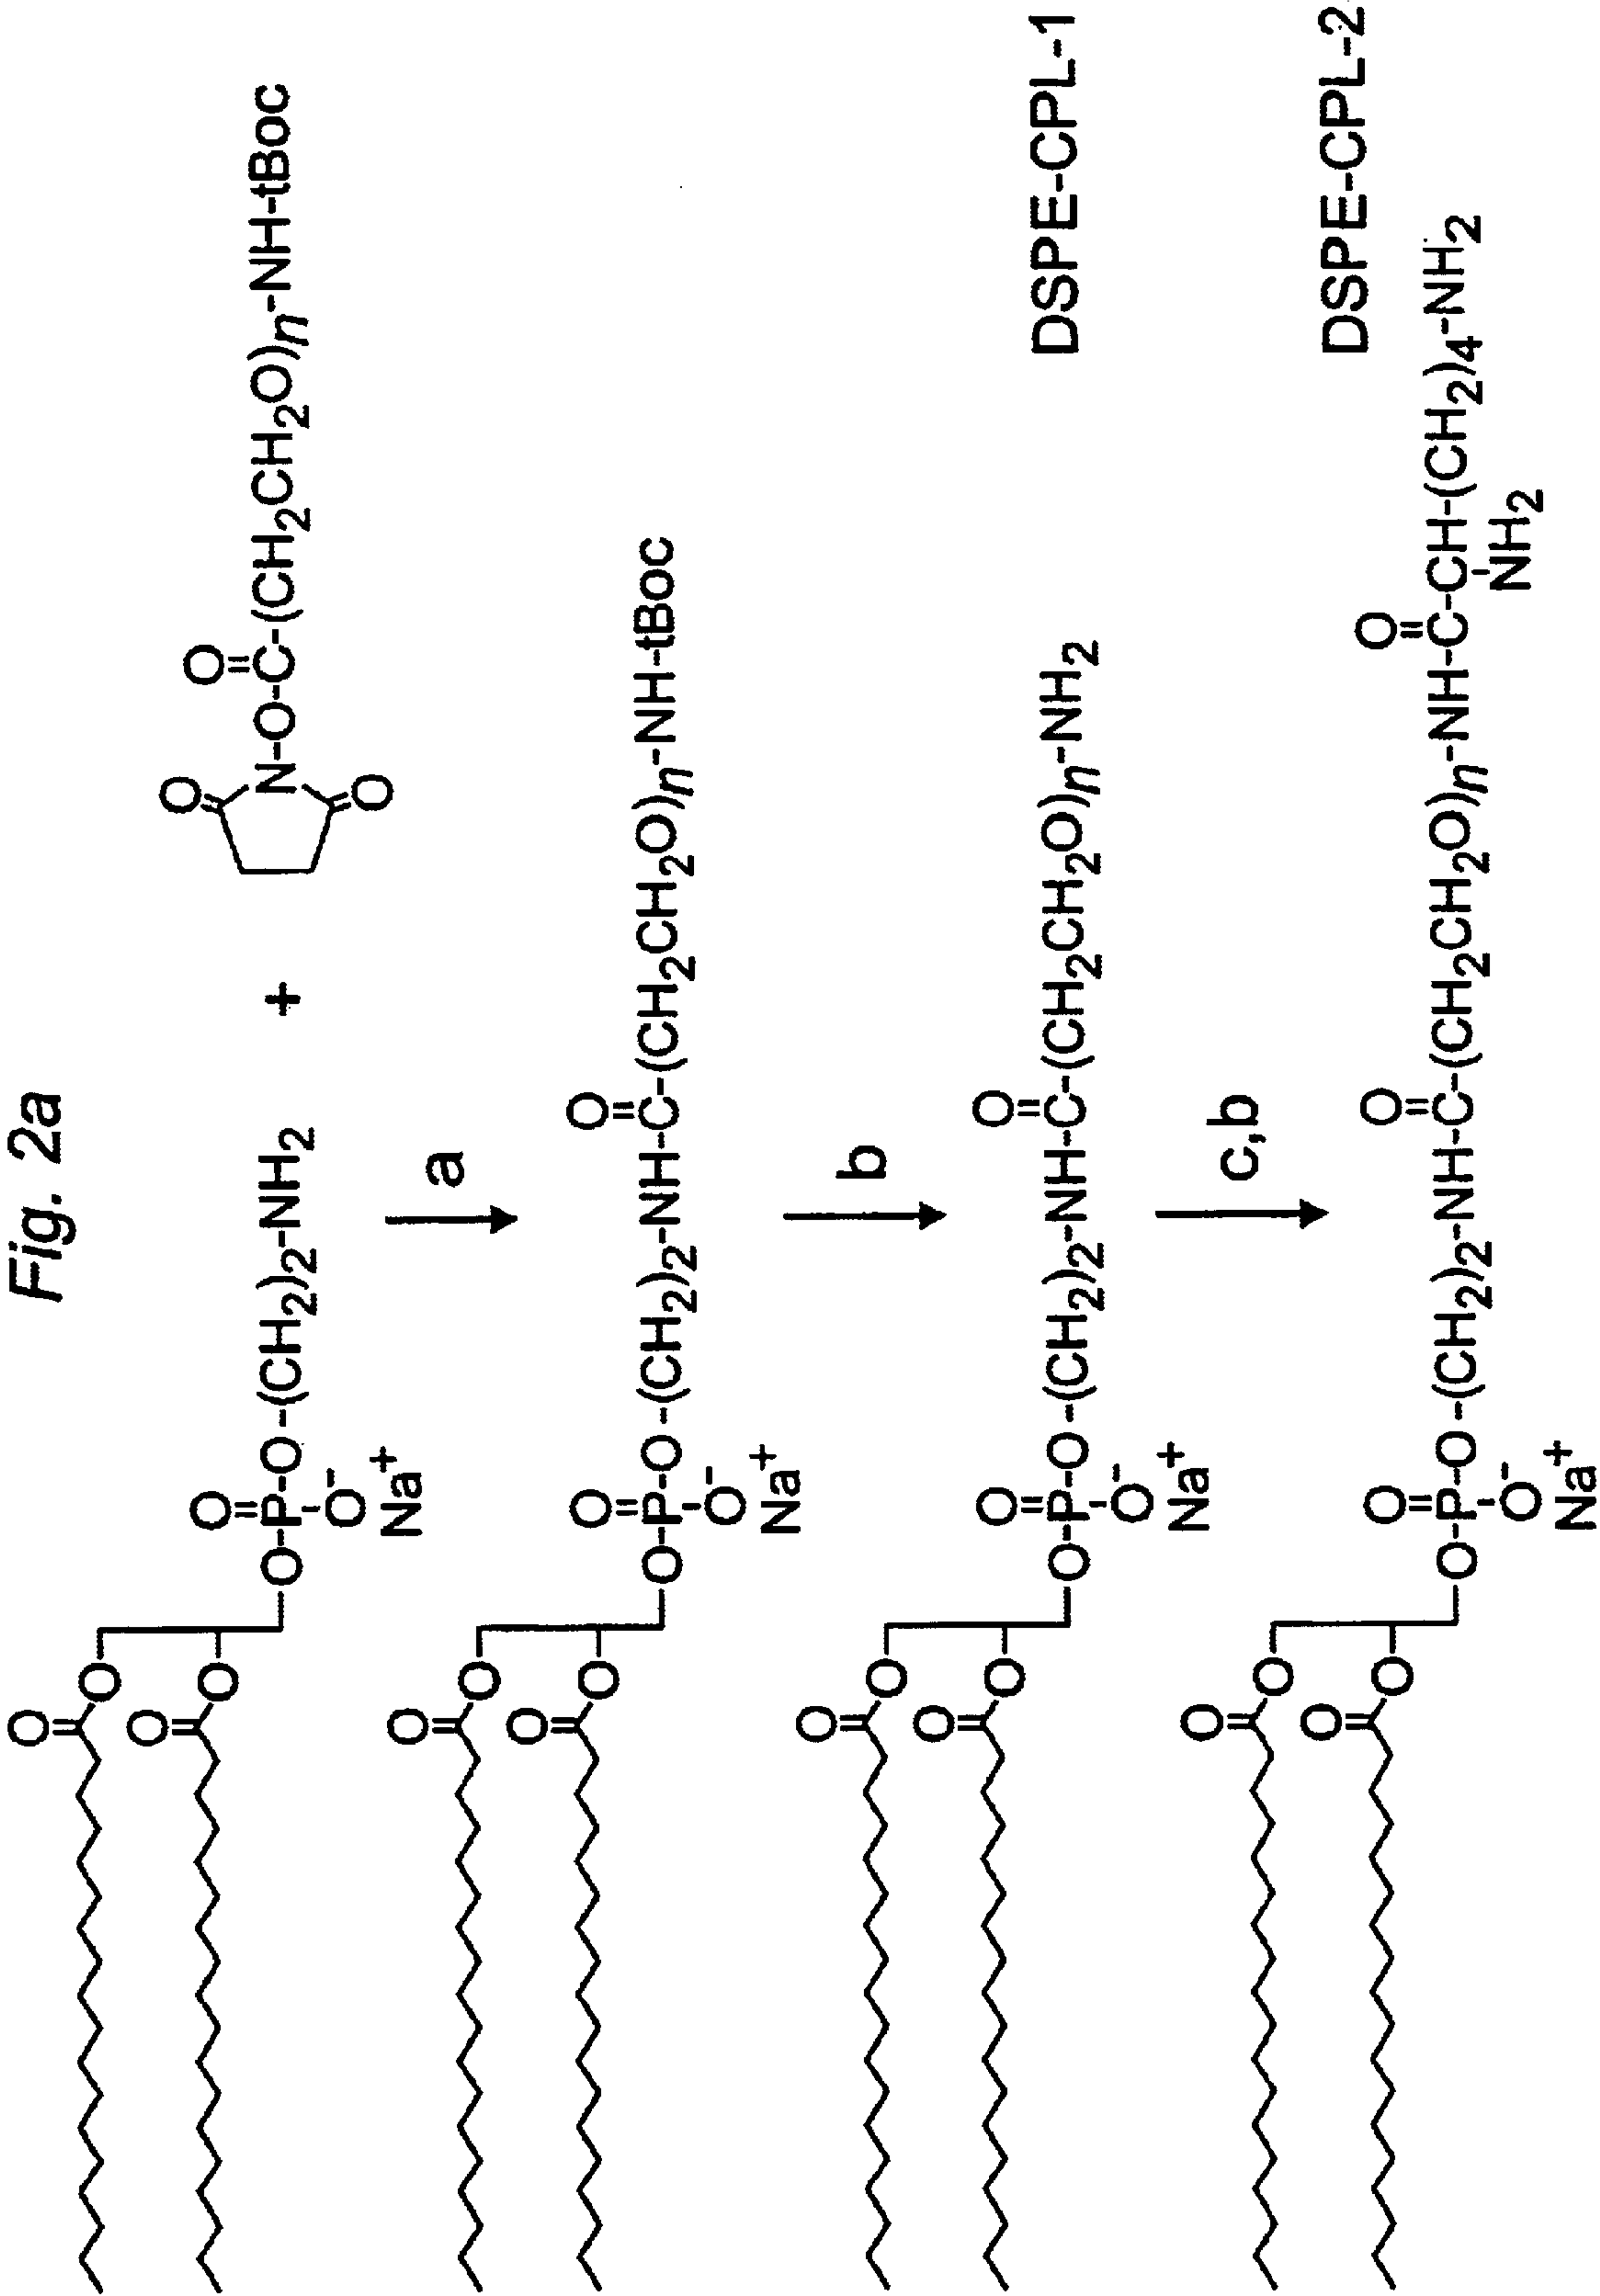 Fig. 2a
O
O
O
O
O
P
O
O⁻
Na⁺
O-(CH₂)₂-NH₂
+
O
N-O-C-(CH₂CH₂O)ₙ-NH-tBoc
O
O
a
O
O
O
O
O
O-P-O-(CH₂)₂-NH-C-(CH₂CH₂O)ₙ-NH-tBoc
O
O⁻
Na⁺
b
O
O
O
O
O
O-P-O-(CH₂)₂-NH-C-(CH₂CH₂O)ₙ-NH₂
O
O⁻
Na⁺
DSPE-CPL-1
c,b
O
O
O
O
O
O-P-O-(CH₂)₂-NH-C-(CH₂CH₂O)ₙ-NH-C-CH-(CH₂)₄-NH₂
O
O
NH₂
O⁻
Na⁺
DSPE-CPL-2